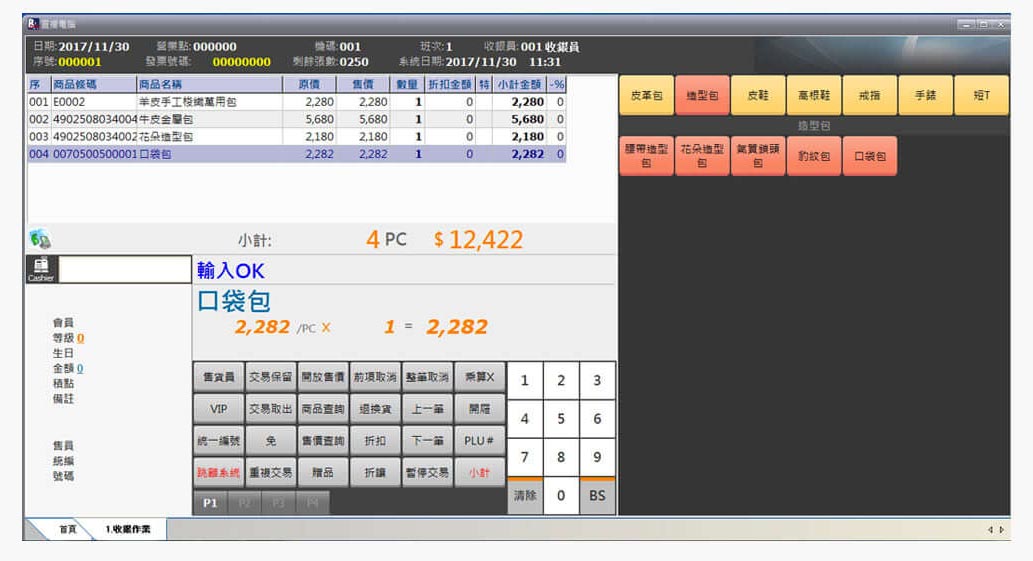 日期:2017/11/30 營業點:000000 機碼:001 班次:1 收銀員:001收銀員
序號:000001 發票號碼: 00000000 剩餘張數:0250 系統日期:2017/11/30 11:31
序 商品條碼 商品名稱 原價 售價 數量 折扣金額 特 小計金額 -%
001 E0002 羊皮手工梭織萬用包 2,280 2,280 1 0 2,280 0
002 4902508034004 牛皮金屬包 5,680 5,680 1 0 5,680 0
003 4902508034002 花朵造型包 2,180 2,180 1 0 2,180 0
004 0070500500001 口袋包 2,282 2,282 1 0 2,282 0
皮革包 造型包 皮鞋 高根鞋 戒指 手錶 短T
造型包
腰帶造型包 花朵造型包 氣質鎖頭包 豹紋包 口袋包
小計: 4 PC $ 12,422
Cashier
輸入OK
口袋包
2,282 /PC X 1 = 2,282
會員
等級 0
生日
金額 0
積點
備註
售員
統編
號碼
售貨員 交易保留 開放售價 前項取消 整筆取消 乘算X 1 2 3
VIP 交易取出 商品查詢 退換貨 上一筆 開屜 4 5 6
統一編號 免 售價查詢 折扣 下一筆 PLU# 7 8 9
跳離系統 重複交易 贈品 折讓 暫停交易 小計
P1 P2 P3 P4 清除 0 BS
首頁 1.收銀作業